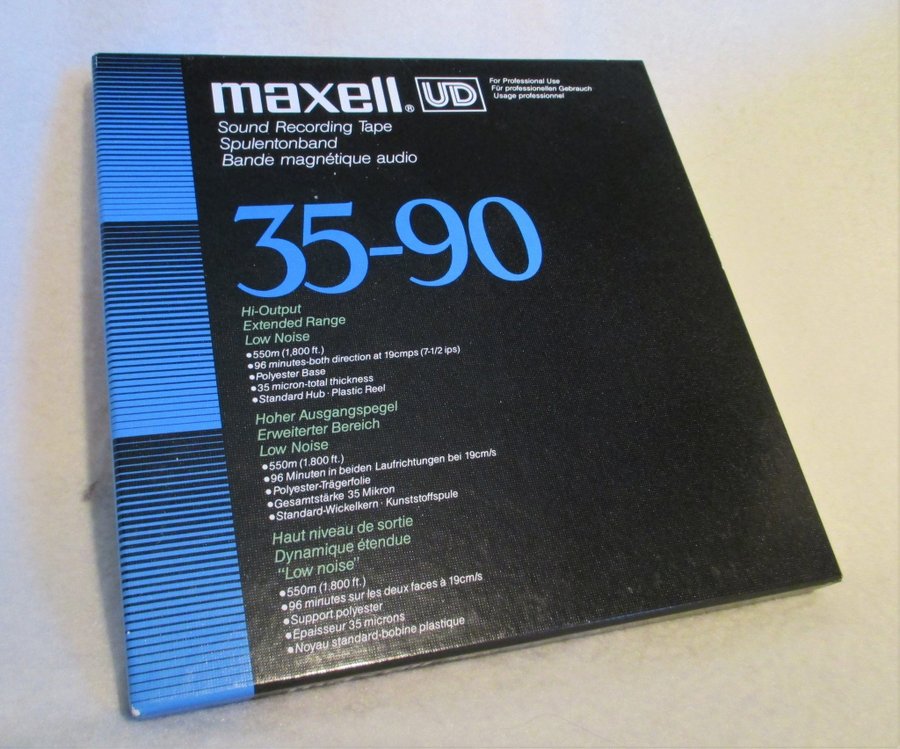 maxell® UD
For Professional Use
Für professionellen Gebrauch
Usage professionnel
Sound Recording Tape
Spulentonband
Bande magnétique audio
35-90
Hi-Output
Extended Range
Low Noise
●550m (1,800 ft.)
●96 minutes-both direction at 19cmps (7-1/2 ips)
●Polyester Base
●35 micron-total thickness
●Standard Hub · Plastic Reel
Hoher Ausgangspegel
Erweiterter Bereich
Low Noise
●550m (1.800 ft.)
●96 Minuten in beiden Laufrichtungen bei 19cm/s
●Polyester-Trägerfolie
●Gesamtstärke 35 Mikron
●Standard-Wickelkern · Kunststoffspule
Haut niveau de sortie
Dynamique étendue
“Low noise”
●550m (1.800 ft.)
●96 minutes sur les deux faces à 19cm/s
●Support polyester
●Epaisseur 35 microns
●Noyau standard-bobine plastique